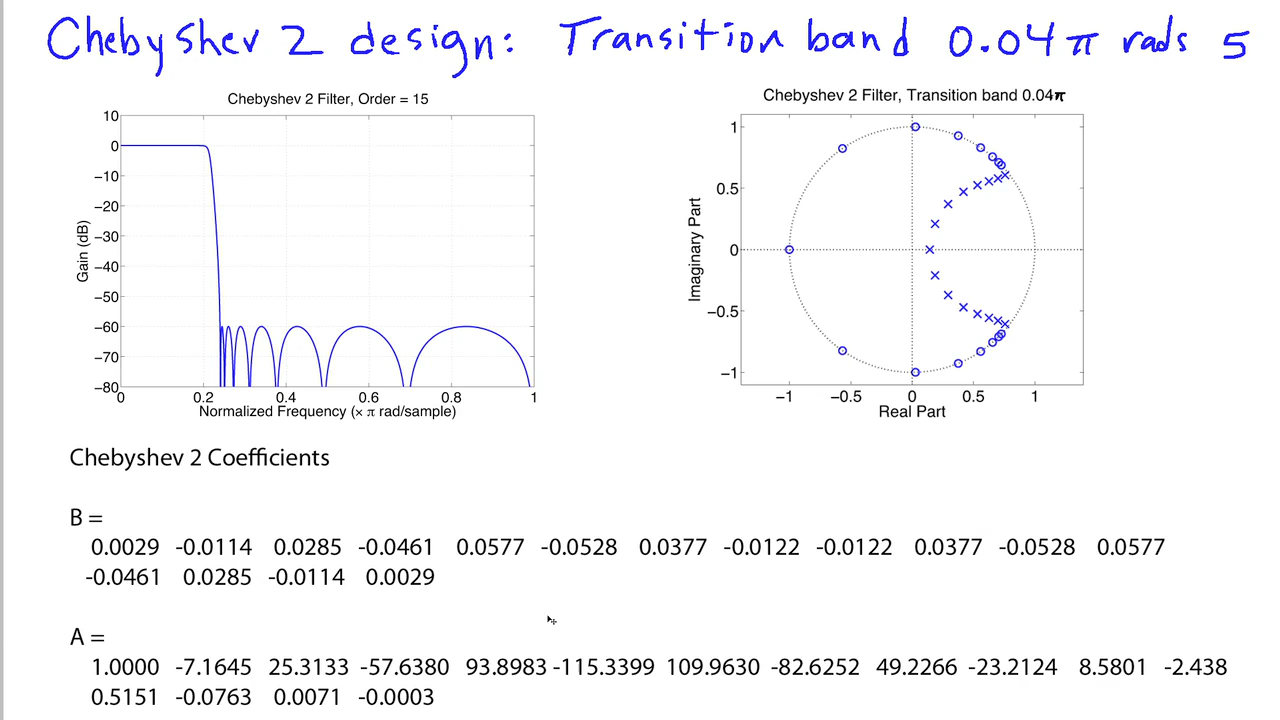 Chebyshev 2 design: Transition band 0.04π rads 5
Chebyshev 2 Filter, Order = 15
10
0
−10
−20
−30
−40
−50
−60
−70
−80
Gain (dB)
0 0.2 0.4 0.6 0.8 1
Normalized Frequency (× π rad/sample)
Chebyshev 2 Filter, Transition band 0.04π
1
0.5
0
−0.5
−1
Imaginary Part
−1 −0.5 0 0.5 1
Real Part
Chebyshev 2 Coefficients
B =
0.0029 -0.0114 0.0285 -0.0461 0.0577 -0.0528 0.0377 -0.0122 -0.0122 0.0377 -0.0528 0.0577
-0.0461 0.0285 -0.0114 0.0029
A =
1.0000 -7.1645 25.3133 -57.6380 93.8983 -115.3399 109.9630 -82.6252 49.2266 -23.2124 8.5801 -2.438
0.5151 -0.0763 0.0071 -0.0003